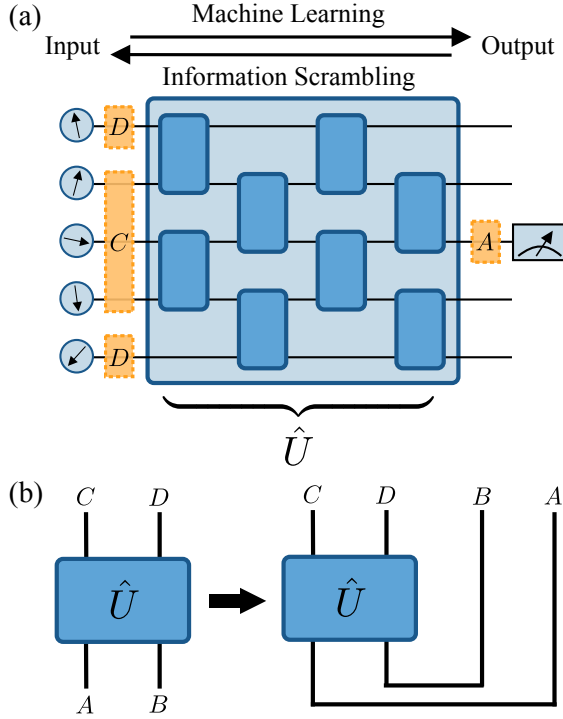 (a)
Machine Learning
Input
Output
Information Scrambling
D
C
A
D
Û
(b)
C D
C D B A
Û
Û
A B